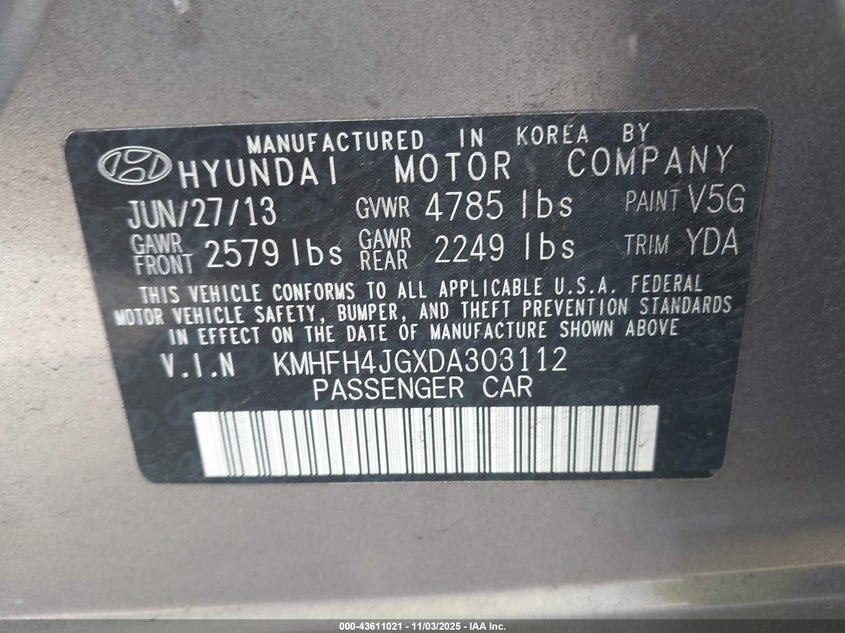 MANUFACTURED IN KOREA BY
HYUNDAI MOTOR COMPANY
JUN/27/13 GVWR 4785 lbs PAINT V5G
GAWR FRONT 2579 lbs GAWR REAR 2249 lbs TRIM YDA
THIS VEHICLE CONFORMS TO ALL APPLICABLE U.S.A. FEDERAL
MOTOR VEHICLE SAFETY, BUMPER, AND THEFT PREVENTION STANDARDS
IN EFFECT ON THE DATE OF MANUFACTURE SHOWN ABOVE
V.I.N KMHFH4JGXDA303112
PASSENGER CAR
000-43611021 - 11/03/2025 - IAA Inc.